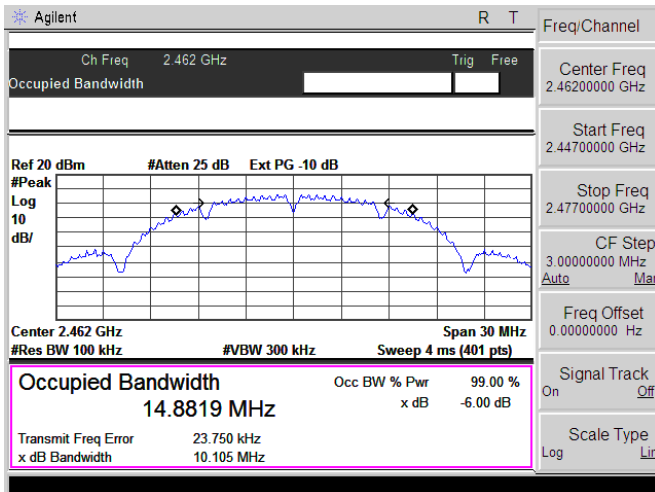 Agilent R T
Freq/Channel
Ch Freq 2.462 GHz Trig Free
Occupied Bandwidth
Center Freq
2.46200000 GHz
Start Freq
2.44700000 GHz
Stop Freq
2.47700000 GHz
CF Step
3.00000000 MHz
Auto Mar
Freq Offset
0.00000000 Hz
Signal Track
On Off
Scale Type
Log Lin
Ref 20 dBm #Atten 25 dB Ext PG -10 dB
#Peak
Log
10
dB/
Center 2.462 GHz Span 30 MHz
#Res BW 100 kHz #VBW 300 kHz Sweep 4 ms (401 pts)
Occupied Bandwidth Occ BW % Pwr 99.00 %
14.8819 MHz x dB -6.00 dB
Transmit Freq Error 23.750 kHz
x dB Bandwidth 10.105 MHz